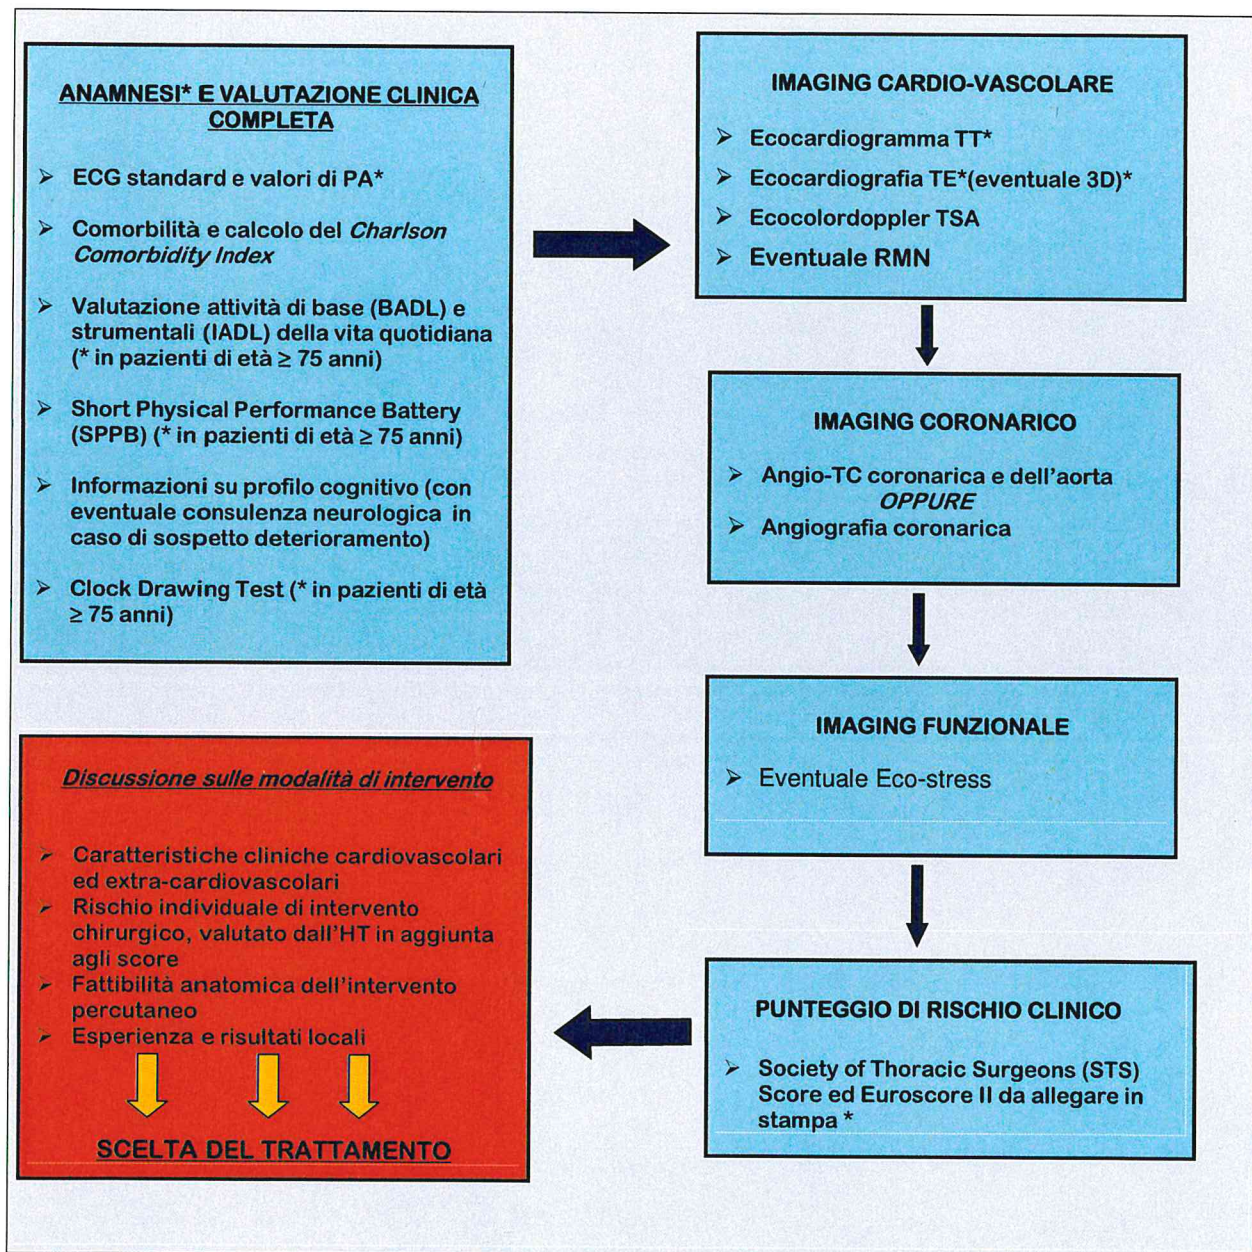 ANAMNESI* E VALUTAZIONE CLINICA
COMPLETA
➢ ECG standard e valori di PA*
➢ Comorbilità e calcolo del Charlson
Comorbidity Index
➢ Valutazione attività di base (BADL) e
strumentali (IADL) della vita quotidiana
(* in pazienti di età ≥ 75 anni)
➢ Short Physical Performance Battery
(SPPB) (* in pazienti di età ≥ 75 anni)
➢ Informazioni su profilo cognitivo (con
eventuale consulenza neurologica in
caso di sospetto deterioramento)
➢ Clock Drawing Test (* in pazienti di età
≥ 75 anni)
IMAGING CARDIO-VASCOLARE
➢ Ecocardiogramma TT*
➢ Ecocardiografia TE*(eventuale 3D)*
➢ Ecocolordoppler TSA
➢ Eventuale RMN
IMAGING CORONARICO
➢ Angio-TC coronarica e dell'aorta
OPPURE
➢ Angiografia coronarica
IMAGING FUNZIONALE
➢ Eventuale Eco-stress
PUNTEGGIO DI RISCHIO CLINICO
➢ Society of Thoracic Surgeons (STS)
Score ed Euroscore II da allegare in
stampa *
Discussione sulle modalità di intervento
➢ Caratteristiche cliniche cardiovascolari
ed extra-cardiovascolari
➢ Rischio individuale di intervento
chirurgico, valutato dall'HT in aggiunta
agli score
➢ Fattibilità anatomica dell'intervento
percutaneo
➢ Esperienza e risultati locali
SCELTA DEL TRATTAMENTO